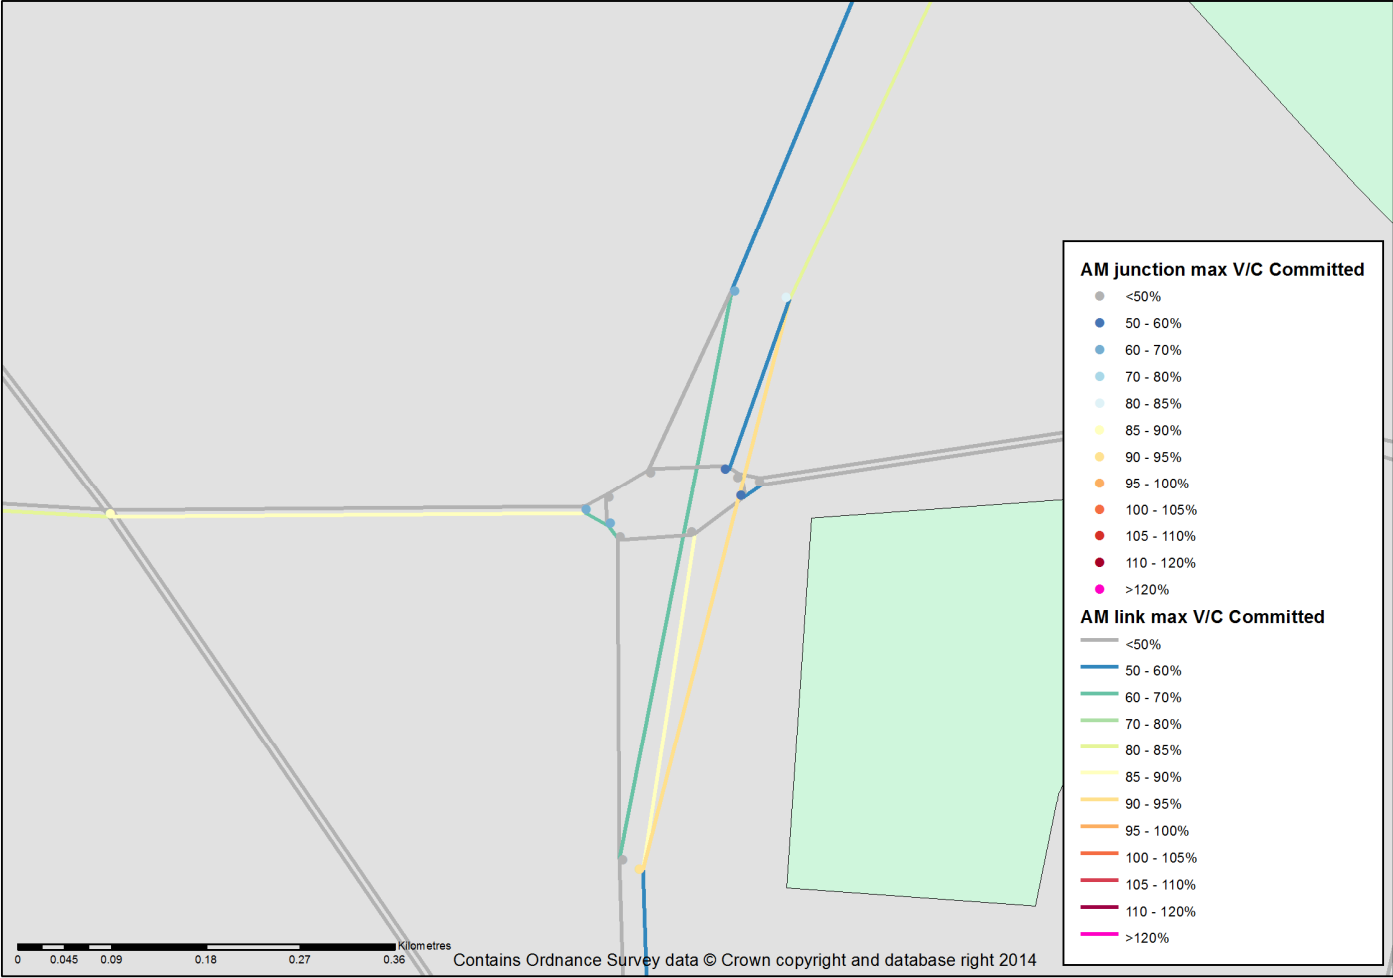 AM junction max V/C Committed
<50%
50 - 60%
60 - 70%
70 - 80%
80 - 85%
85 - 90%
90 - 95%
95 - 100%
100 - 105%
105 - 110%
110 - 120%
>120%
AM link max V/C Committed
<50%
50 - 60%
60 - 70%
70 - 80%
80 - 85%
85 - 90%
90 - 95%
95 - 100%
100 - 105%
105 - 110%
110 - 120%
>120%
Kilometres
0 0.045 0.09 0.18 0.27 0.36
Contains Ordnance Survey data © Crown copyright and database right 2014